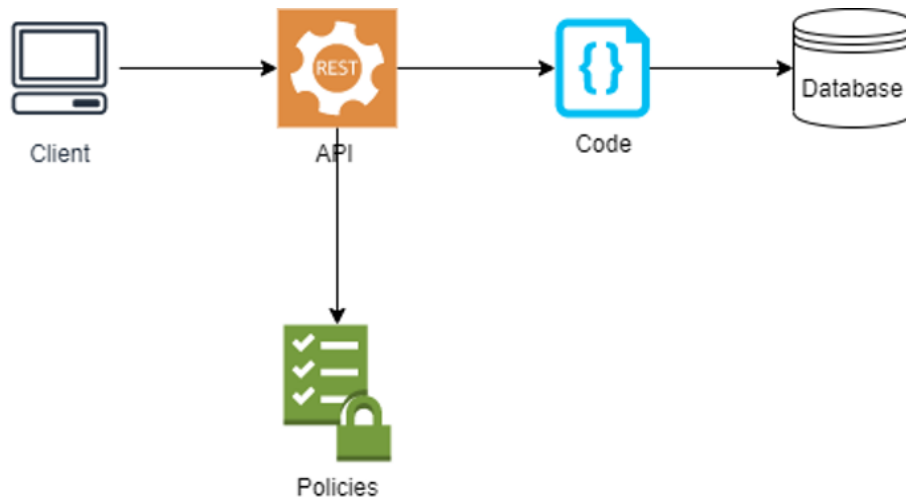 REST
Database
Client
API
Code
Policies